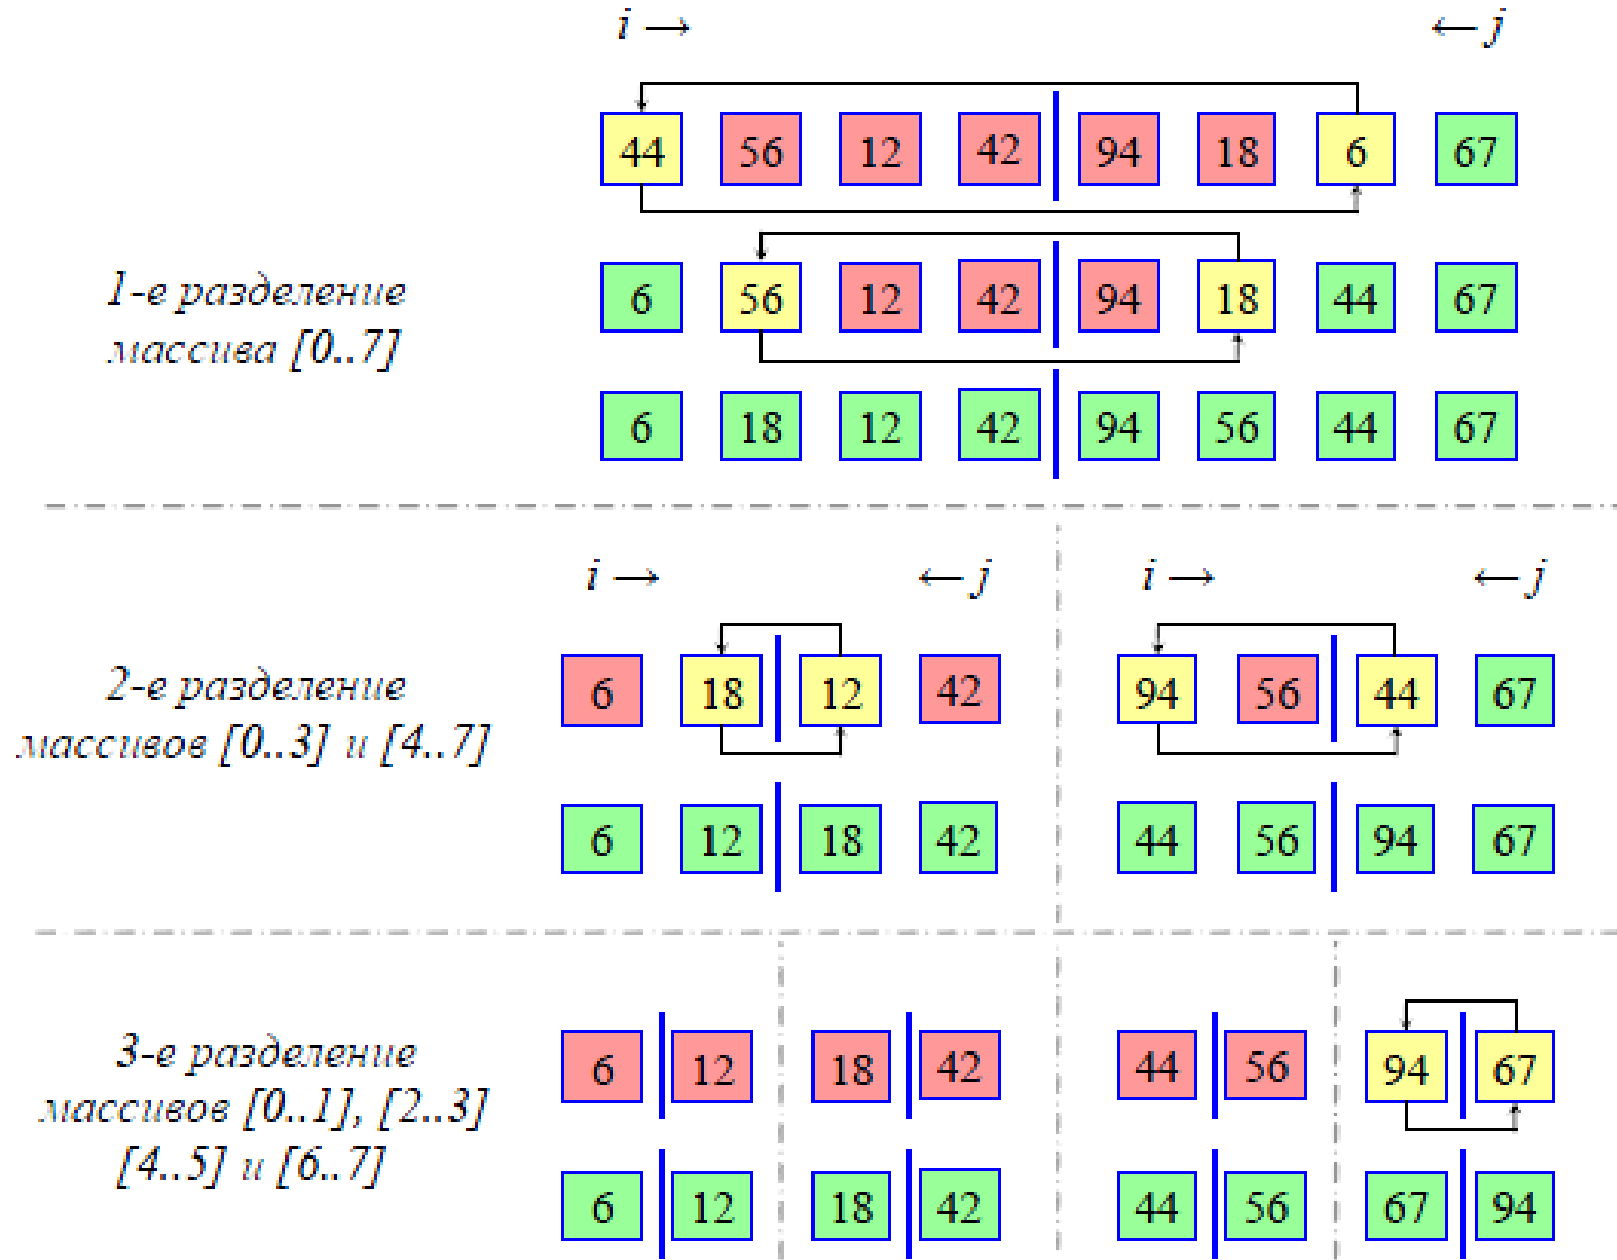 i → ← j
44 56 12 42 94 18 6 67
1-е разделение
массива [0..7]
6 56 12 42 94 18 44 67
6 18 12 42 94 56 44 67
i → ← j i → ← j
2-е разделение
массивов [0..3] и [4..7]
6 18 12 42 94 56 44 67
6 12 18 42 44 56 94 67
3-е разделение
массивов [0..1], [2..3]
[4..5] и [6..7]
6 12 18 42 44 56 94 67
6 12 18 42 44 56 67 94